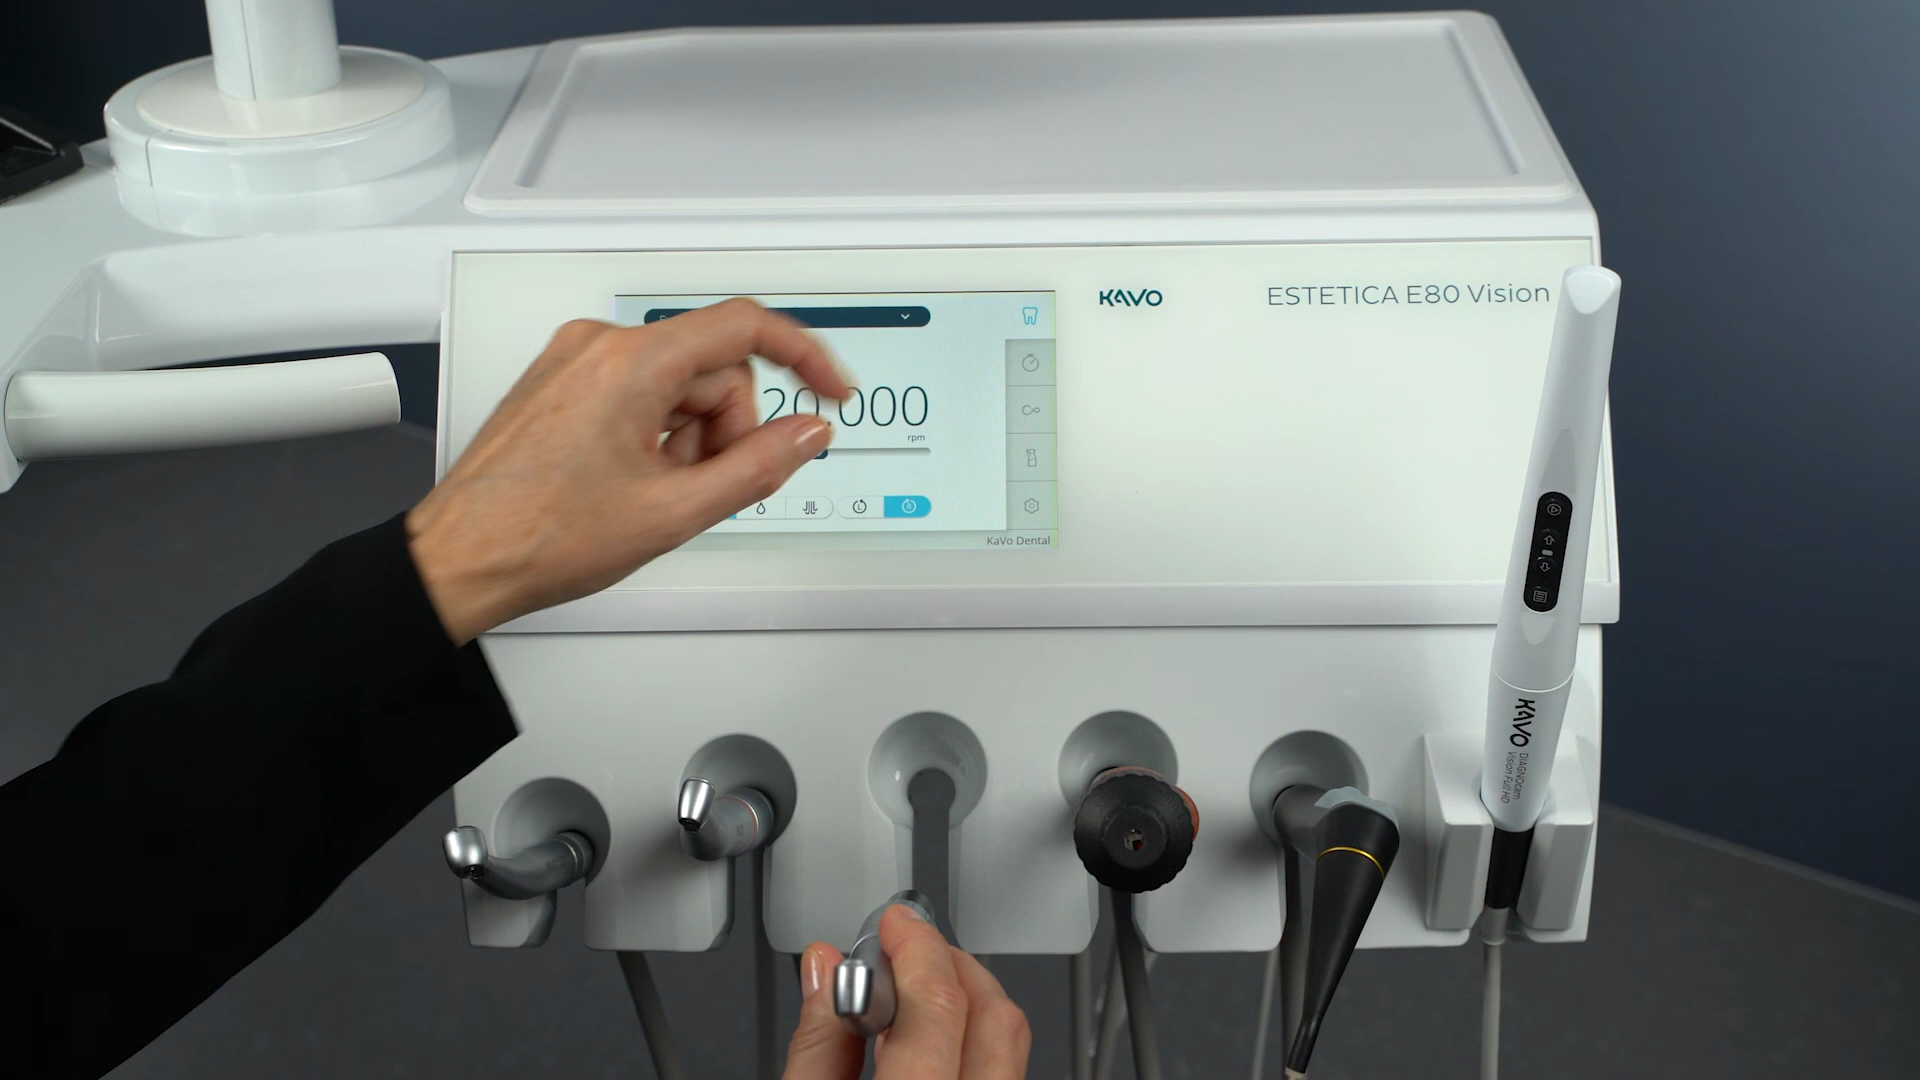 KAVO
ESTETICA E80 Vision
20.000
rpm
L
R
KaVo Dental
KAVO
DIAGNOcam
Vision Full HD